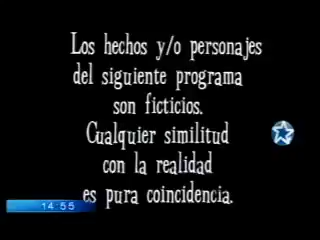 Los hechos y/o personajes
del siguiente programa
son ficticios.
Cualquier similitud
con la realidad
es pura coincidencia.
14:55